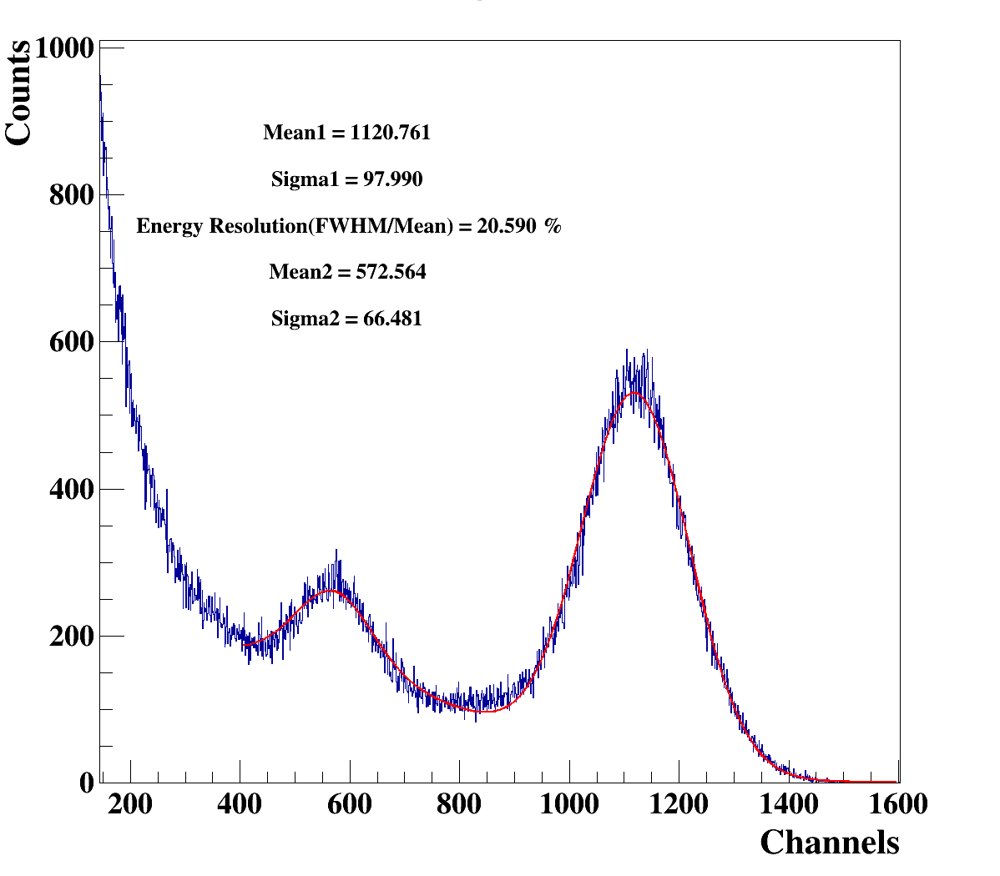 Counts
1000
800
600
400
200
0
Mean1 = 1120.761
Sigma1 = 97.990
Energy Resolution(FWHM/Mean) = 20.590 %
Mean2 = 572.564
Sigma2 = 66.481
200 400 600 800 1000 1200 1400 1600
Channels